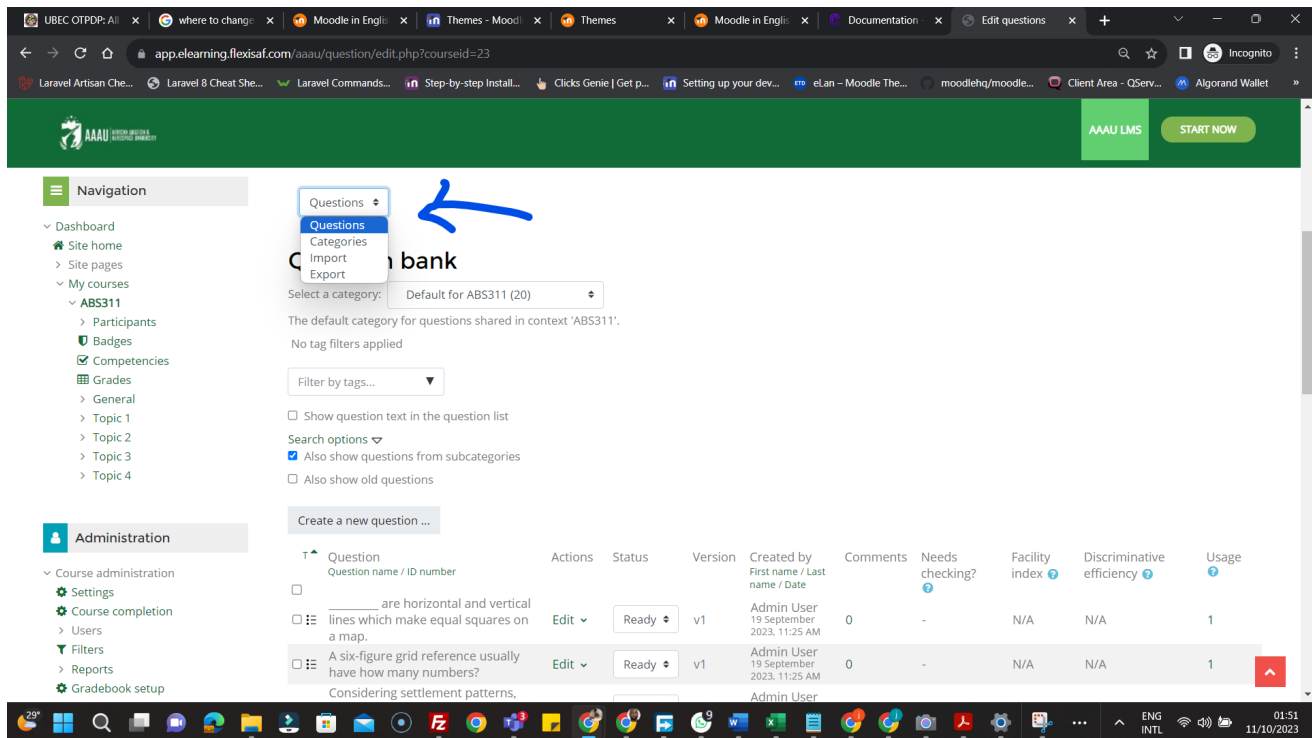 UBEC OTPDP: All
where to change
Moodle in Englis
Themes - Moodl
Themes
Moodle in Englis
Documentation -
Edit questions
app.elearning.flexisaf.com/aaau/question/edit.php?courseid=23
Incognito
Laravel Artisan Che...
Laravel 8 Cheat She...
Laravel Commands...
Step-by-step Install...
Clicks Genie | Get p...
Setting up your dev...
eLan – Moodle The...
moodlehq/moodle...
Client Area - QServ...
Algorand Wallet
»
AAAU
AAAU LMS
START NOW
Navigation
Dashboard
Site home
Site pages
My courses
ABS311
Participants
Badges
Competencies
Grades
General
Topic 1
Topic 2
Topic 3
Topic 4
Administration
Course administration
Settings
Course completion
Users
Filters
Reports
Gradebook setup
Questions
Questions
Categories
Import
Export
bank
Select a category: Default for ABS311 (20)
The default category for questions shared in context 'ABS311'.
No tag filters applied
Filter by tags...
Show question text in the question list
Search options
Also show questions from subcategories
Also show old questions
Create a new question ...
T Question Actions Status Version Created by Comments Needs checking? Facility index Discriminative efficiency Usage
Question name / ID number First name / Last name / Date
________ are horizontal and vertical
lines which make equal squares on
a map.
Edit Ready v1 Admin User 0 - N/A N/A 1
19 September
2023, 11:25 AM
A six-figure grid reference usually
have how many numbers?
Edit Ready v1 Admin User 0 - N/A N/A 1
19 September
2023, 11:25 AM
Considering settlement patterns,
Admin User
29°
3
9
ENG
INTL
01:51
11/10/2023